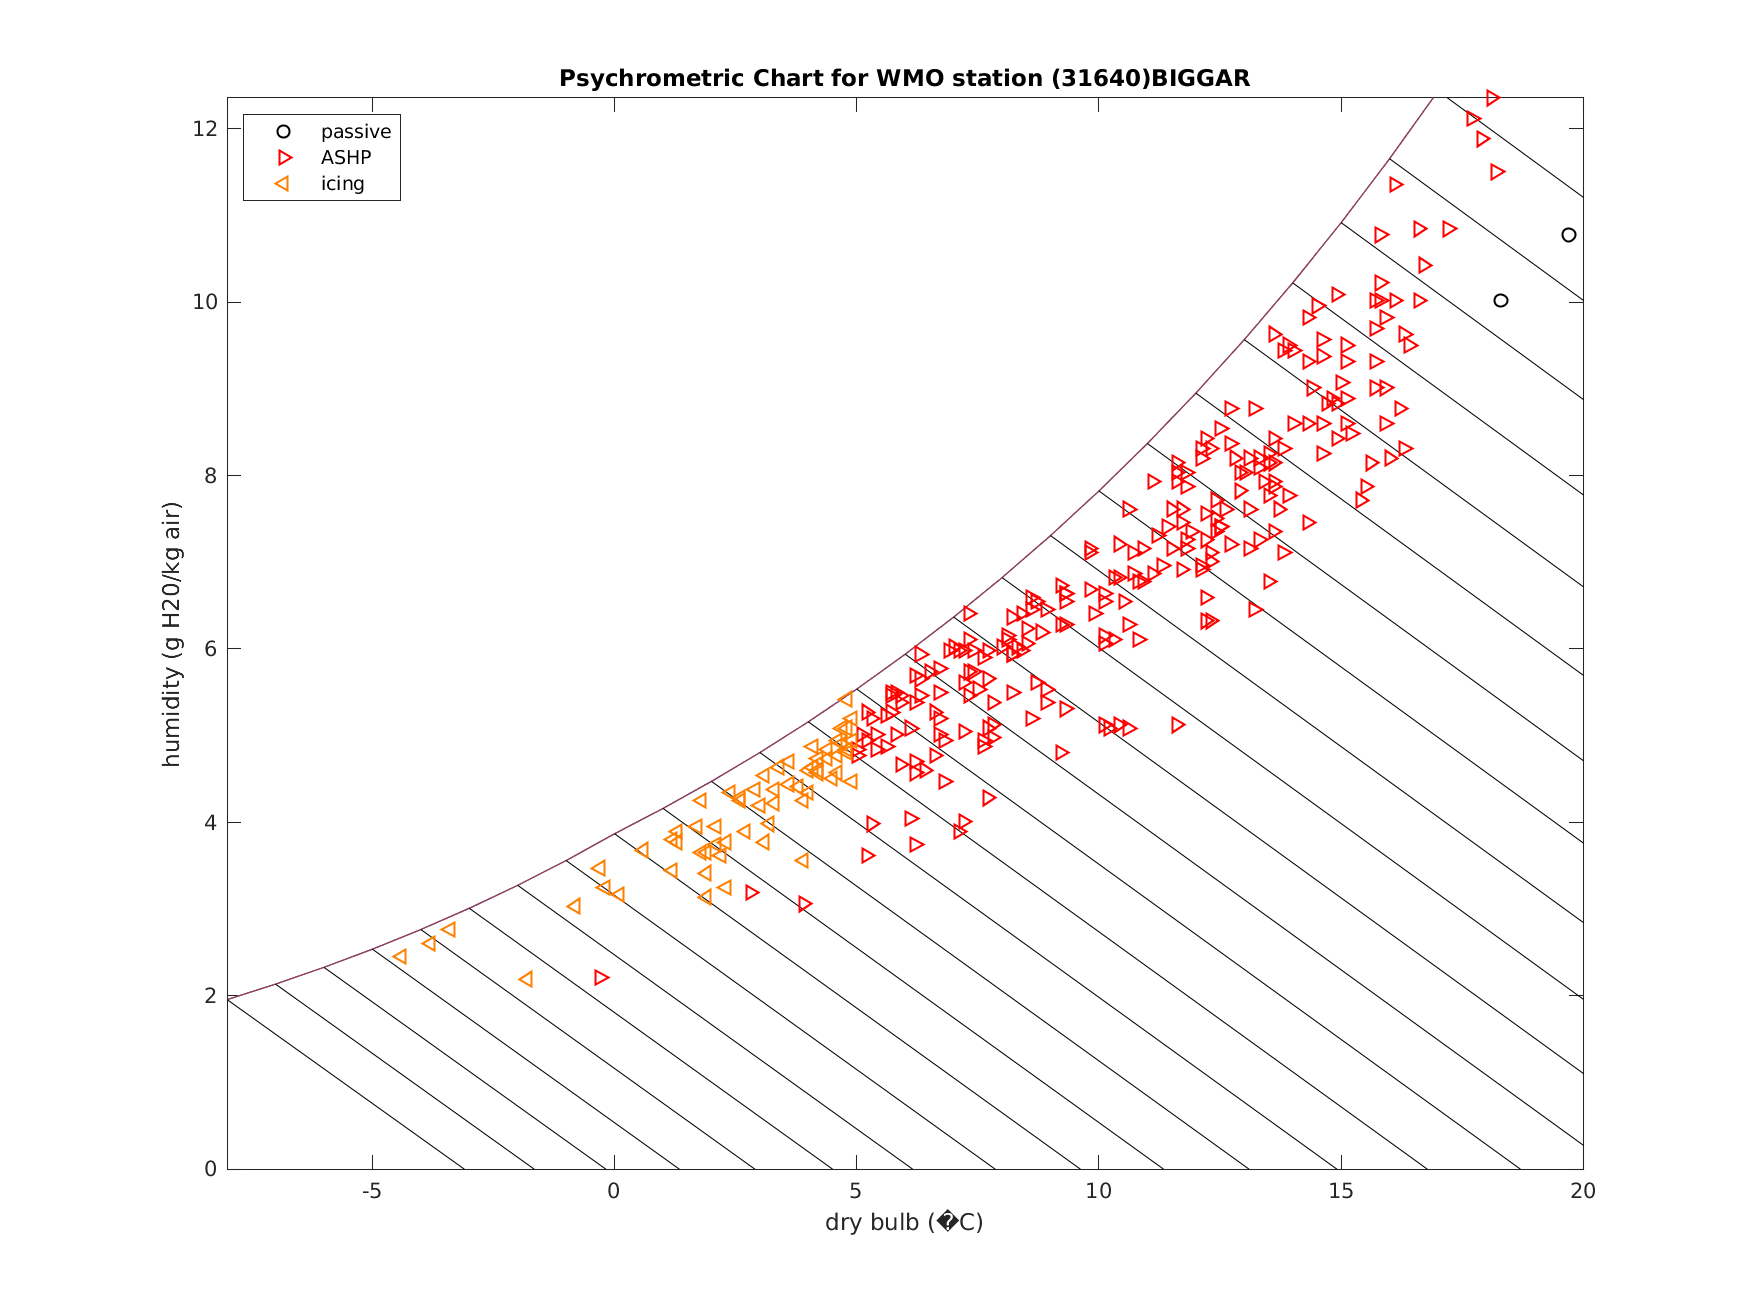 Psychrometric Chart for WMO station (31640)BIGGAR
passive
ASHP
icing
12
10
8
6
4
2
0
humidity (g H20/kg air)
-5 0 5 10 15 20
dry bulb (�C)